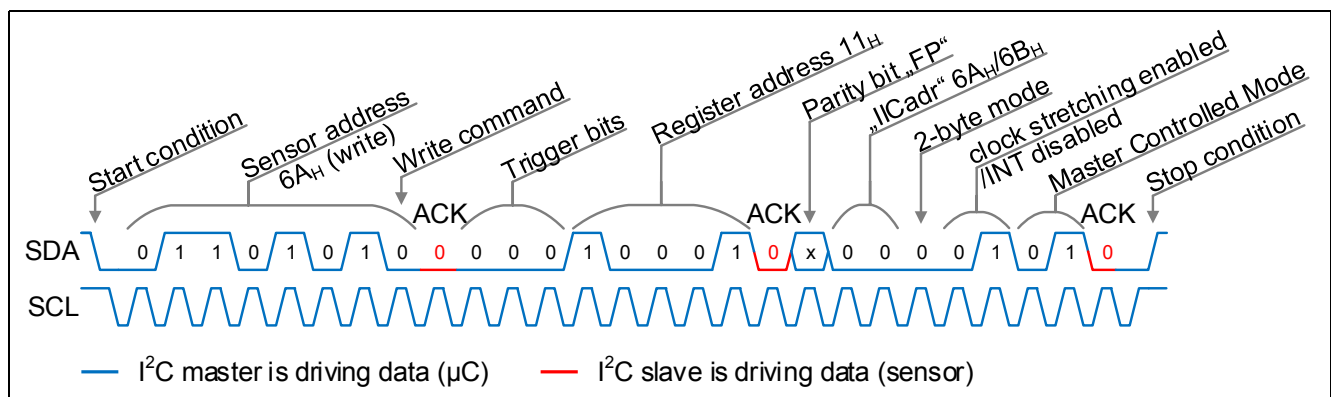 Start condition
Sensor address
6AH (write)
Write command
Trigger bits
Register address 11H
Parity bit „FP“
„IICadr“ 6AH/6BH
2-byte mode
clock stretching enabled
/INT disabled
Master Controlled Mode
Stop condition
ACK ACK ACK
SDA 0 1 1 0 1 0 1 0 0 0 0 0 1 0 0 0 1 0 x 0 0 0 0 1 0 1 0
SCL
I2C master is driving data (µC) I2C slave is driving data (sensor)